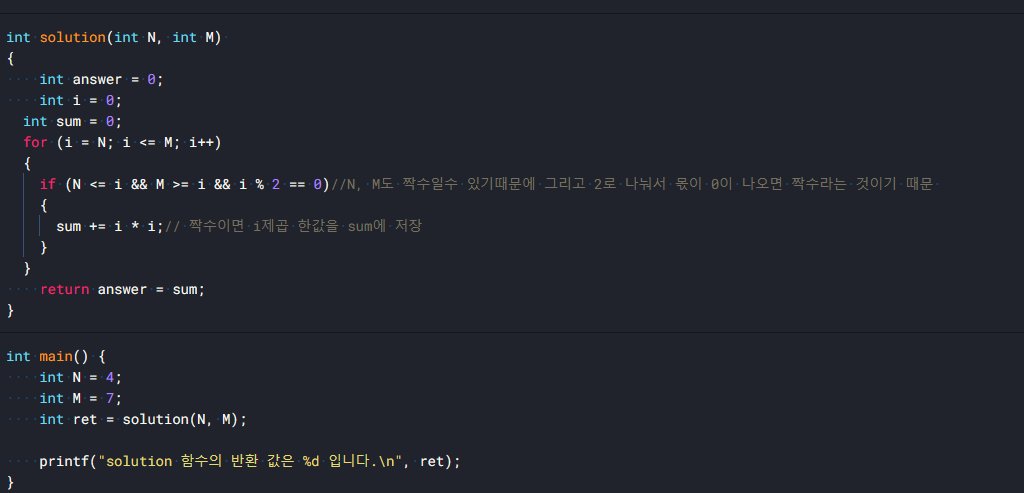 int solution(int N, int M)
{
    int answer = 0;
    int i = 0;
  int sum = 0;
  for (i = N; i <= M; i++)
  {
    if (N <= i && M >= i && i % 2 == 0)//N, M도 짝수일수 있기때문에 그리고 2로 나눠서 몫이 0이 나오면 짝수라는 것이기 때문
    {
      sum += i * i;// 짝수이면 i제곱 한값을 sum에 저장
    }
  }
    return answer = sum;
}
int main() {
    int N = 4;
    int M = 7;
    int ret = solution(N, M);
    printf("solution 함수의 반환 값은 %d 입니다.\n", ret);
}